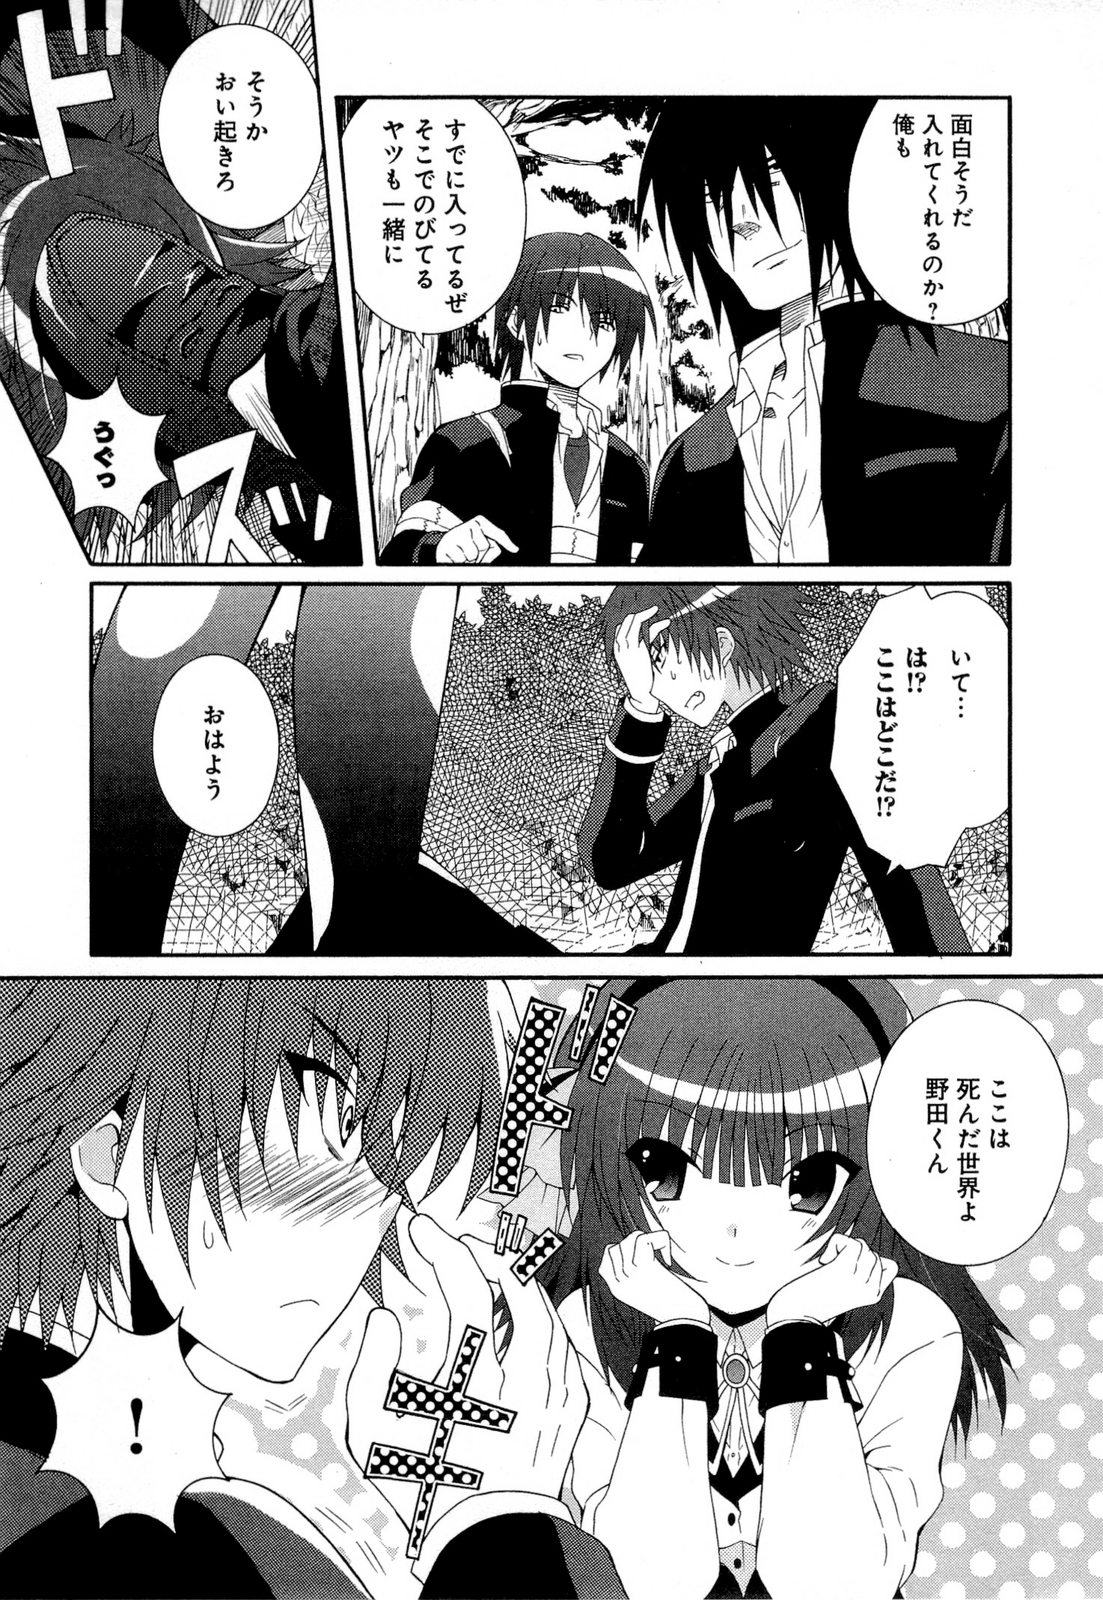 面白そうだ
入れてくれるのか?
俺も
すでに入ってるぜ
そこでのびてる
ヤツも一緒に
そうか
おい起きろ
ドゴッ
うぐっ
いて…
は!?
ここはどこだ!?
おはよう
ここは
死んだ世界よ
野田くん
ドキッ
!